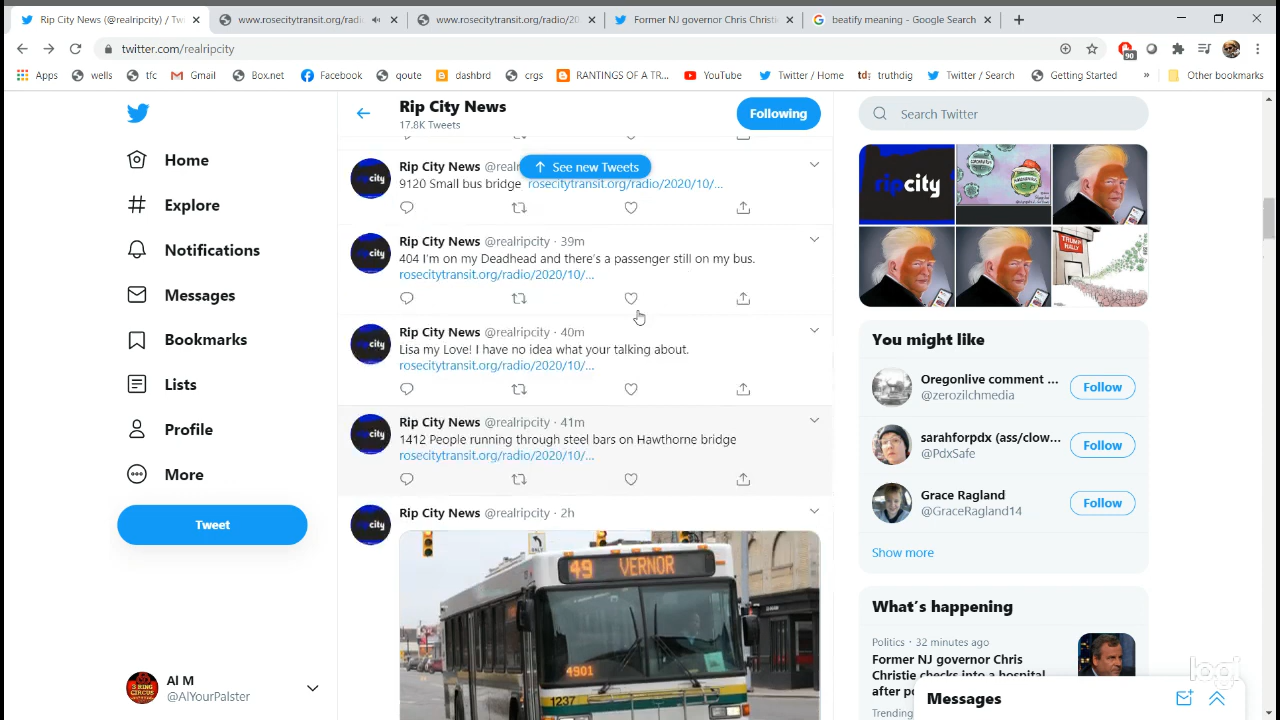 Rip City News (@realripcity) / Twi
www.rosecitytransit.org/radi
www.rosecitytransit.org/radio/20
Former NJ governor Chris Christi
beatify meaning - Google Search
twitter.com/realripcity
90
Apps
wells
tfc
Gmail
Box.net
Facebook
qoute
dashbrd
crgs
RANTINGS OF A TR...
YouTube
Twitter / Home
td: truthdig
Twitter / Search
Getting Started
»
Other bookmarks
Home
Explore
Notifications
Messages
Bookmarks
Lists
Profile
More
Tweet
Al M
@AlYourPalster
Rip City News
17.8K Tweets
Following
See new Tweets
Rip City News @real
9120 Small bus bridge rosecitytransit.org/radio/2020/10/...
Rip City News @realripcity · 39m
404 I'm on my Deadhead and there's a passenger still on my bus.
rosecitytransit.org/radio/2020/10/...
Rip City News @realripcity · 40m
Lisa my Love! I have no idea what your talking about.
rosecitytransit.org/radio/2020/10/...
Rip City News @realripcity · 41m
1412 People running through steel bars on Hawthorne bridge
rosecitytransit.org/radio/2020/10/...
Rip City News @realripcity · 2h
49 VERNOR
4901
1237
Search Twitter
ripcity
TRUMP
RALLY
You might like
Oregonlive comment ...
@zerozilchmedia
Follow
sarahforpdx (ass/clow...
@PdxSafe
Follow
Grace Ragland
@GraceRagland14
Follow
Show more
What's happening
Politics · 32 minutes ago
Former NJ governor Chris
Christie checks into a hospital
after po
Trending
Messages
logi